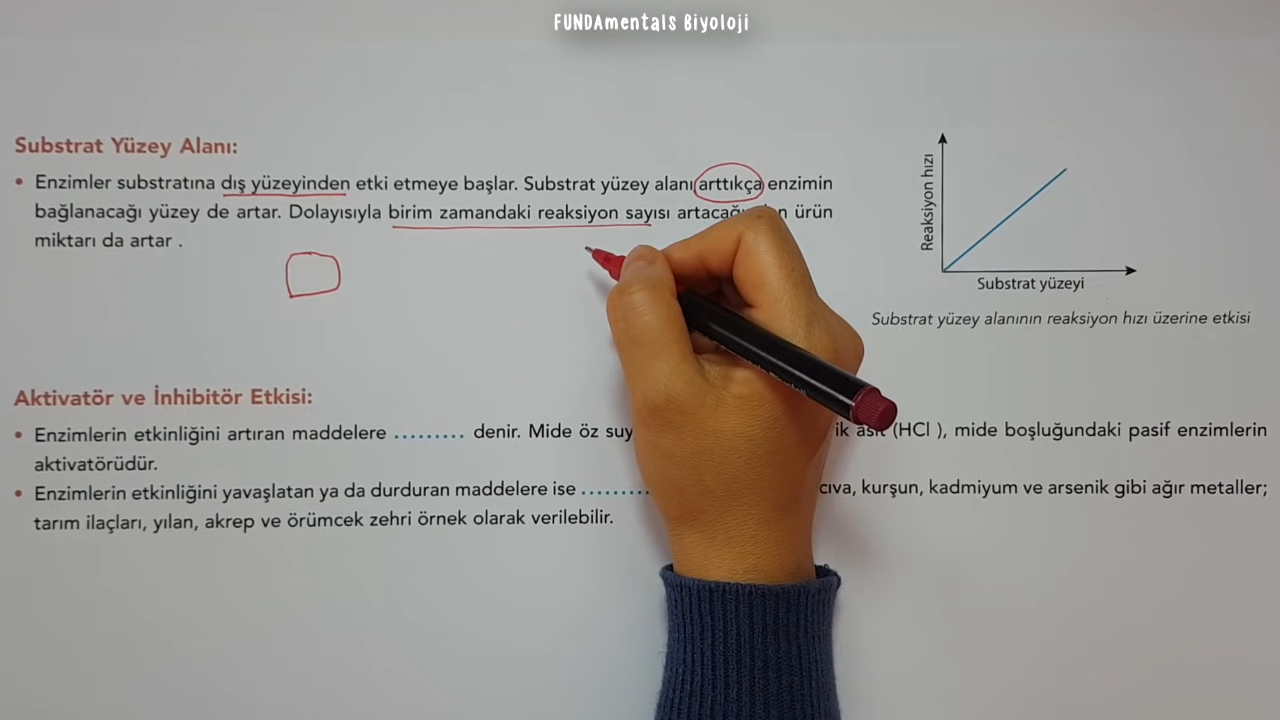 FUNDAmentals Biyoloji
Substrat Yüzey Alanı:
• Enzimler substratına dış yüzeyinden etki etmeye başlar. Substrat yüzey alanı arttıkça enzimin
bağlanacağı yüzey de artar. Dolayısıyla birim zamandaki reaksiyon sayısı ürün
miktarı da artar .
Reaksiyon hızı
Substrat yüzeyi
Substrat yüzey alanının reaksiyon hızı üzerine etkisi
Aktivatör ve İnhibitör Etkisi:
• Enzimlerin etkinliğini artıran maddelere ......... denir. Mide öz (HCl ), mide boşluğundaki pasif enzimlerin
aktivatörüdür.
• Enzimlerin etkinliğini yavaşlatan ya da durduran maddelere ise ......... cıva, kurşun, kadmiyum ve arsenik gibi ağır metaller;
tarım ilaçları, yılan, akrep ve örümcek zehri örnek olarak verilebilir.